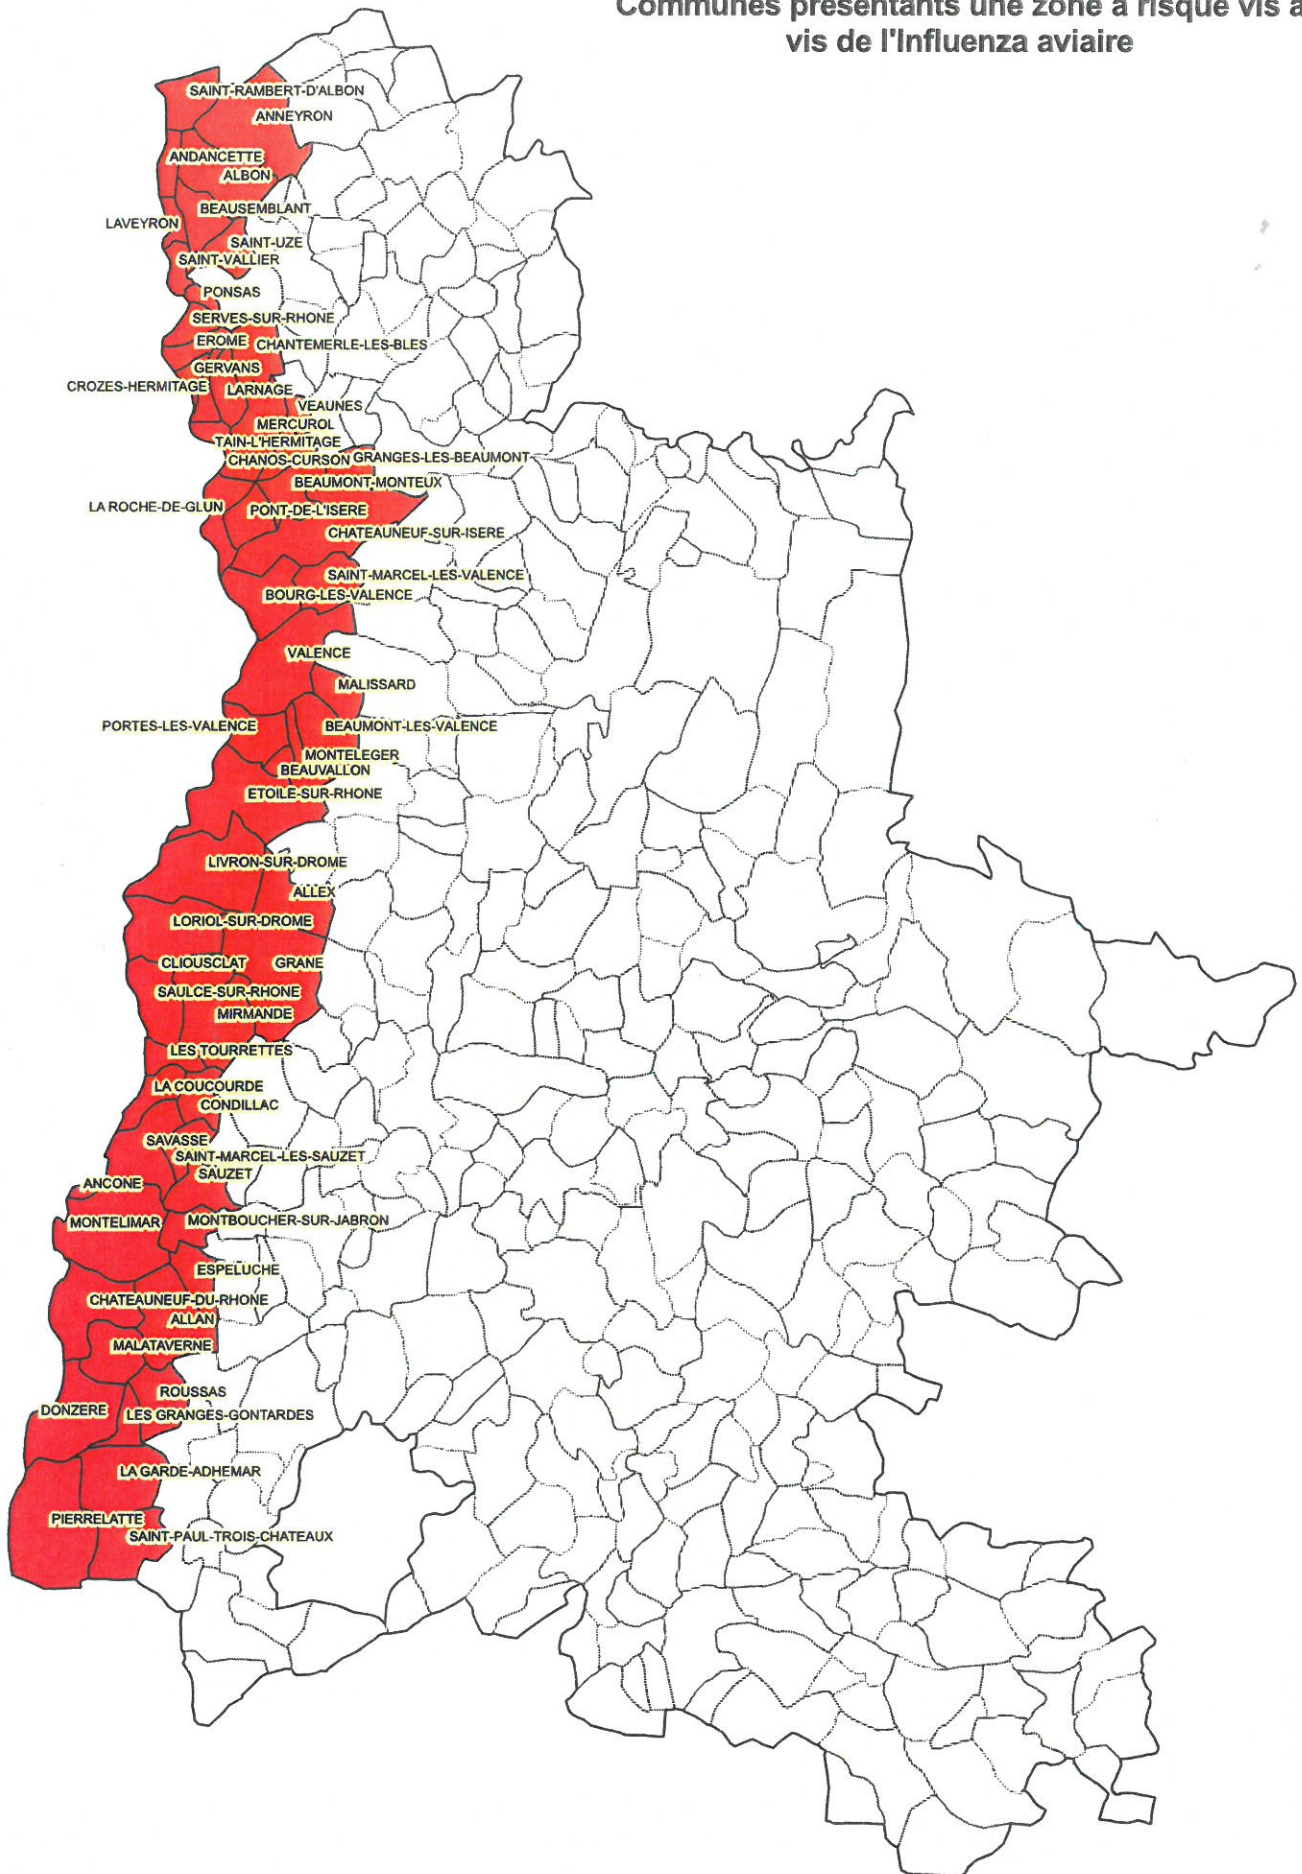 Communes présentants une zone à risque vis à
vis de l'Influenza aviaire
SAINT-RAMBERT-D'ALBON
ANNEYRON
ANDANCETTE
ALBON
BEAUSEMBLANT
LAVEYRON
SAINT-UZE
SAINT-VALLIER
PONSAS
SERVES-SUR-RHONE
EROME
CHANTEMERLE-LES-BLES
GERVANS
CROZES-HERMITAGE
LARNAGE
VEAUNES
MERCUROL
TAIN-L'HERMITAGE
CHANOS-CURSON
GRANGES-LES-BEAUMONT
BEAUMONT-MONTEUX
LA ROCHE-DE-GLUN
PONT-DE-L'ISERE
CHATEAUNEUF-SUR-ISERE
SAINT-MARCEL-LES-VALENCE
BOURG-LES-VALENCE
VALENCE
MALISSARD
PORTES-LES-VALENCE
BEAUMONT-LES-VALENCE
MONTELEGER
BEAUVALLON
ETOILE-SUR-RHONE
LIVRON-SUR-DROME
ALLEX
LORIOL-SUR-DROME
CLIOUSCLAT
GRANE
SAULCE-SUR-RHONE
MIRMANDE
LES TOURRETTES
LA COUCOURDE
CONDILLAC
SAVASSE
SAINT-MARCEL-LES-SAUZET
SAUZET
ANCONE
MONTELIMAR
MONTBOUCHER-SUR-JABRON
ESPELUCHE
CHATEAUNEUF-DU-RHONE
ALLAN
MALATAVERNE
ROUSSAS
DONZERE
LES GRANGES-GONTARDES
LA GARDE-ADHEMAR
PIERRELATTE
SAINT-PAUL-TROIS-CHATEAUX